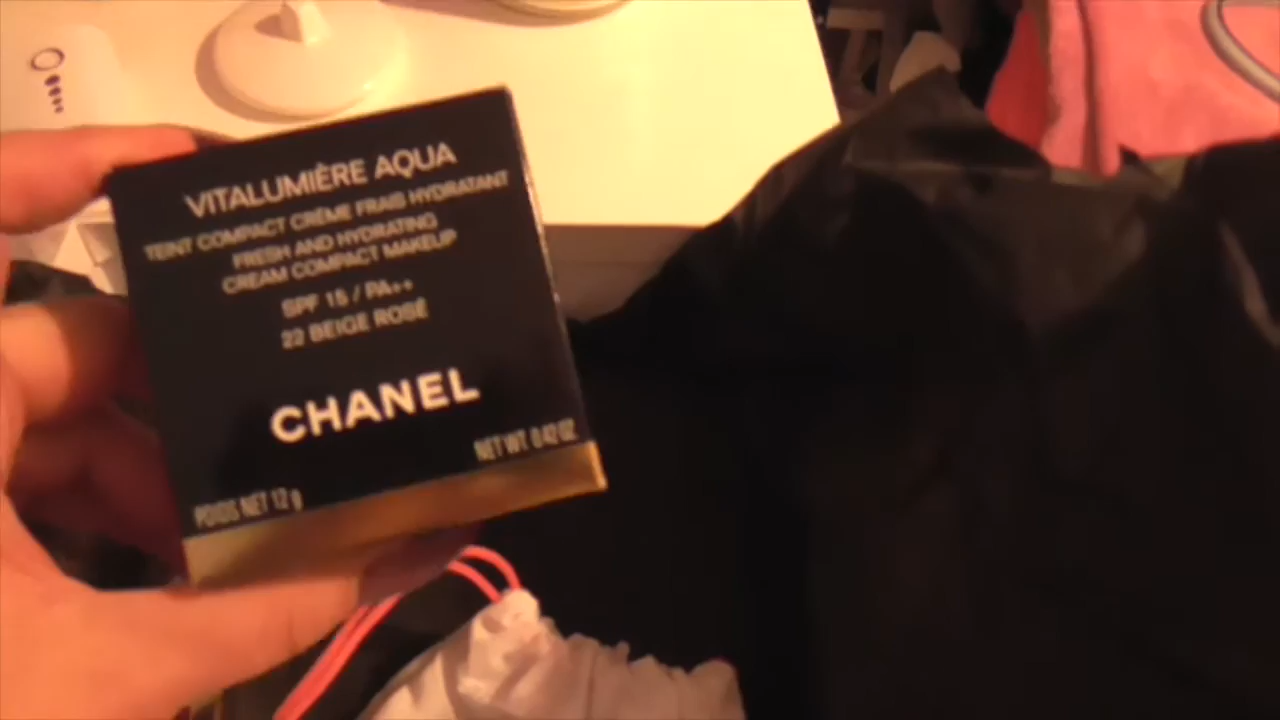 VITALUMIÈRE AQUA
TEINT COMPACT CRÈME FRAIS HYDRATANT
FRESH AND HYDRATING
CREAM COMPACT MAKEUP
SPF 15 / PA++
22 BEIGE ROSÉ
CHANEL
NET WT. 0.42 OZ.
POIDS NET 12 g